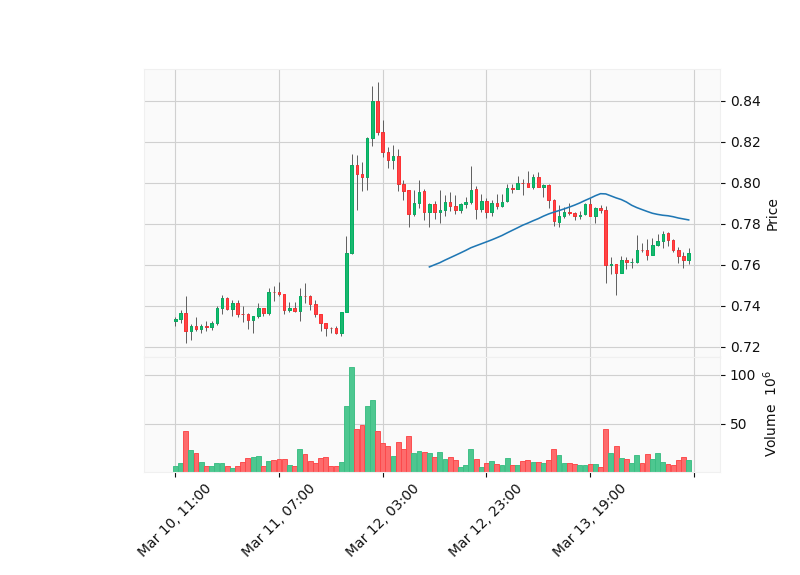 0.84
0.82
0.80
0.78
0.76
0.74
0.72
Price
100
50
Volume 10⁶
Mar 10, 11:00
Mar 11, 07:00
Mar 12, 03:00
Mar 12, 23:00
Mar 13, 19:00